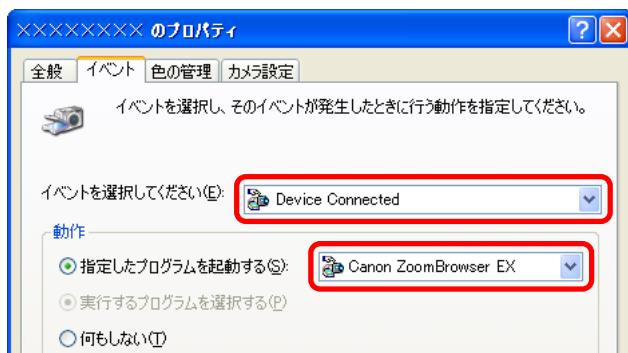 ×××××××× のプロパティ
全般 イベント 色の管理 カメラ設定
イベントを選択し、そのイベントが発生したときに行う動作を指定してください。
イベントを選択してください(E): Device Connected
動作
指定したプログラムを起動する(S): Canon ZoomBrowser EX
実行するプログラムを選択する(P)
何もしない(T)